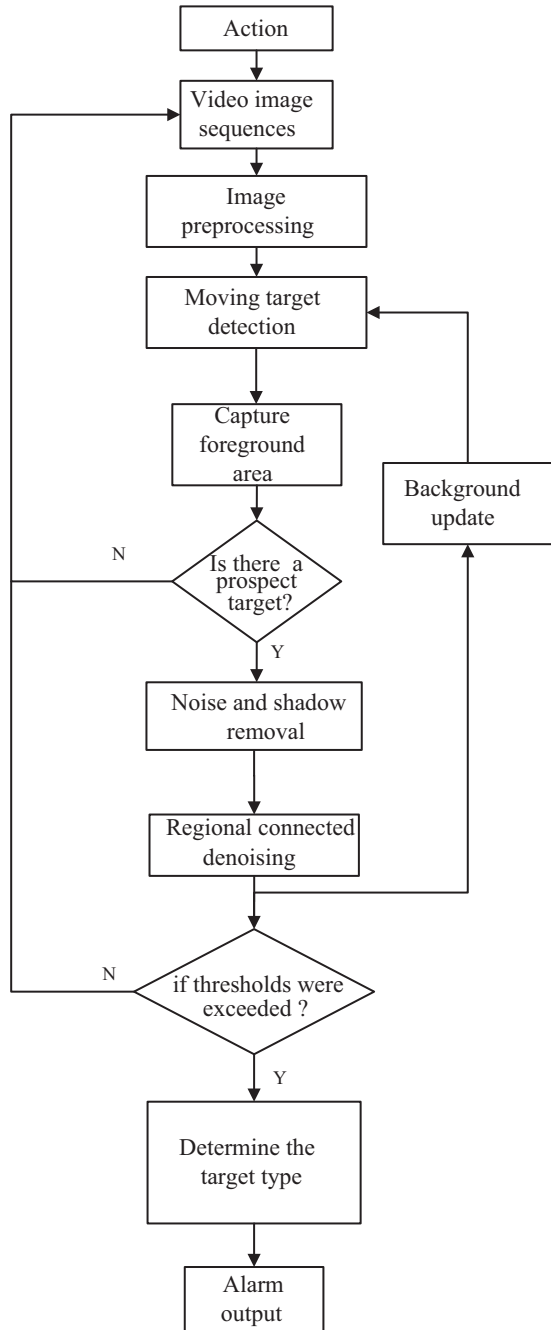 Action
Video image
sequences
Image
preprocessing
Moving target
detection
Capture
foreground
area
Background
update
N
Is there a
prospect
target?
Y
Noise and shadow
removal
Regional connected
denoising
N
if thresholds were
exceeded ?
Y
Determine the
target type
Alarm
output